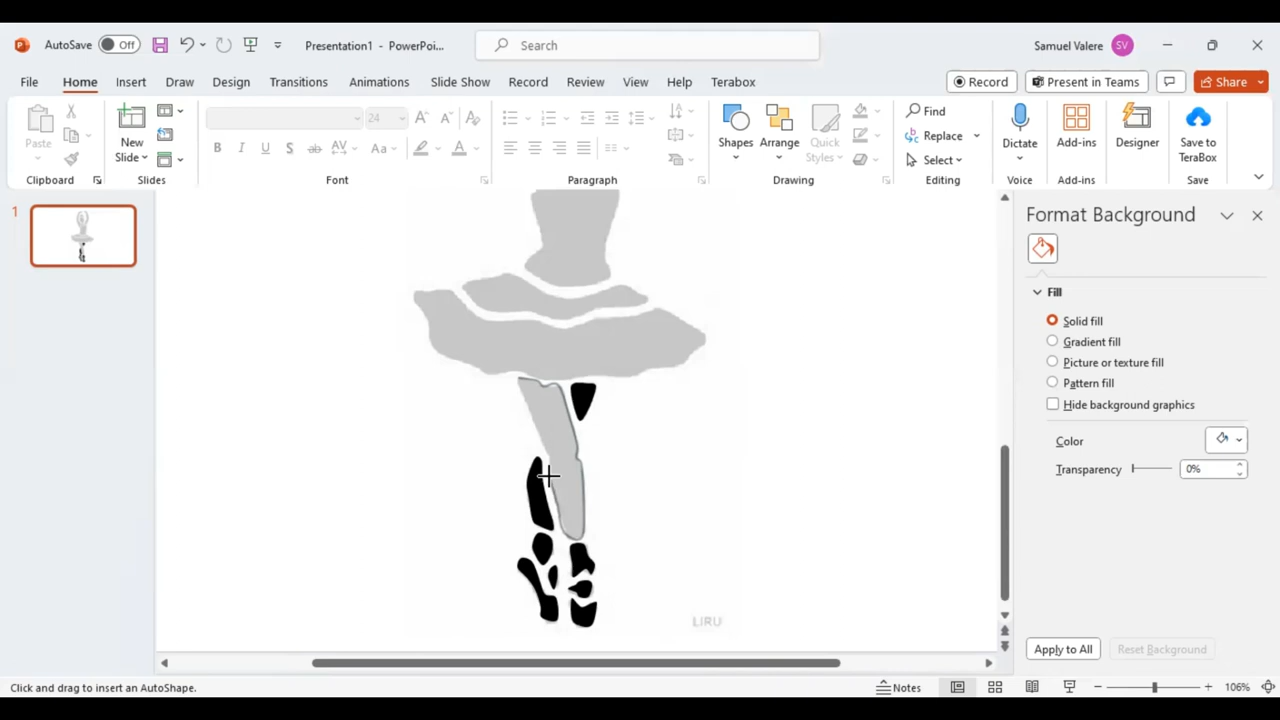 AutoSave Off Presentation1 - PowerPoi... Search Samuel Valere SV
File Home Insert Draw Design Transitions Animations Slide Show Record Review View Help Terabox Record Present in Teams Share
Paste New Slide 24 B I U S ab AV Aa A Shapes Arrange Quick Styles Find Replace Select Dictate Add-ins Designer Save to TeraBox
Clipboard Slides Font Paragraph Drawing Editing Voice Add-ins Save
1
Format Background
Fill
Solid fill
Gradient fill
Picture or texture fill
Pattern fill
Hide background graphics
Color
Transparency 0%
LIRU
Apply to All Reset Background
Click and drag to insert an AutoShape. Notes 106%